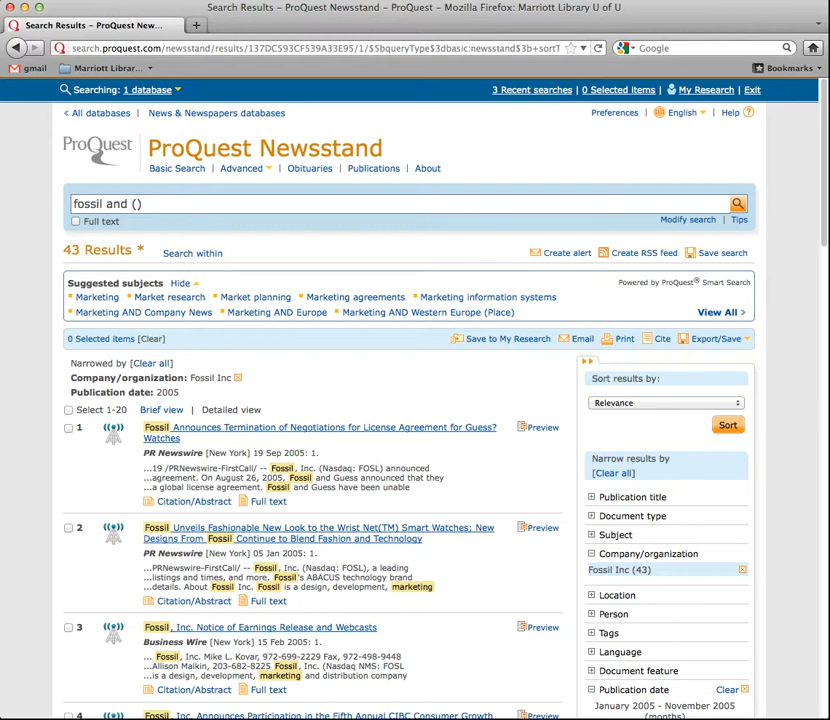 Search Results – ProQuest Newsstand – ProQuest – Mozilla Firefox: Marriott Library U of U
Search Results – ProQuest New...
search.proquest.com/newsstand/results/137DC593CF539A33E95/1/$5bqueryType$3dbasic:newsstand$3b+sortT
Google
gmail
Marriot Librar...
Bookmarks
Searching: 1 database
3 Recent searches | 0 Selected items | My Research | Exit
All databases | News & Newspapers databases
Preferences | English | Help ?
ProQuest
ProQuest Newsstand
Basic Search | Advanced | Obituaries | Publications | About
fossil and ()
Full text
Modify search | Tips
43 Results *
Search within
Create alert Create RSS feed Save search
Suggested subjects Hide
Powered by ProQuest® Smart Search
Marketing Market research Market planning Marketing agreements Marketing information systems
Marketing AND Company News Marketing AND Europe Marketing AND Western Europe (Place)
View All >
0 Selected items [Clear]
Save to My Research Email Print Cite Export/Save
Narrowed by [Clear all]
Company/organization: Fossil Inc
Publication date: 2005
Select 1-20 Brief view | Detailed view
1
Fossil Announces Termination of Negotiations for License Agreement for Guess?
Watches
Preview
PR Newswire [New York] 19 Sep 2005: 1.
...19 /PRNewswire-FirstCall/ -- Fossil, Inc. (Nasdaq: FOSL) announced
...agreement. On August 26, 2005, Fossil and Guess announced that they
...a global license agreement. Fossil and Guess have been unable
Citation/Abstract Full text
2
Fossil Unveils Fashionable New Look to the Wrist Net(TM) Smart Watches; New
Designs From Fossil Continue to Blend Fashion and Technology
Preview
PR Newswire [New York] 05 Jan 2005: 1.
...PRNewswire-FirstCall/ -- Fossil, Inc. (Nasdaq: FOSL), a leading
...listings and times, and more. Fossil's ABACUS technology brand
...details. About Fossil Inc. Fossil is a design, development, marketing
Citation/Abstract Full text
3
Fossil, Inc. Notice of Earnings Release and Webcasts
Preview
Business Wire [New York] 15 Feb 2005: 1.
... Fossil, Inc. Mike L. Kovar, 972-699-2229 Fax, 972-498-9448
...Allison Malkin, 203-682-8225 Fossil, Inc. (Nasdaq NMS: FOSL
...is a design, development, marketing and distribution company
Citation/Abstract Full text
4
Fossil, Inc. Announces Participation in the Fifth Annual CIBC Consumer Growth
Preview
Sort results by:
Relevance
Sort
Narrow results by
[Clear all]
Publication title
Document type
Subject
Company/organization
Fossil Inc (43)
Location
Person
Tags
Language
Document feature
Publication date Clear
January 2005 - November 2005
(months)